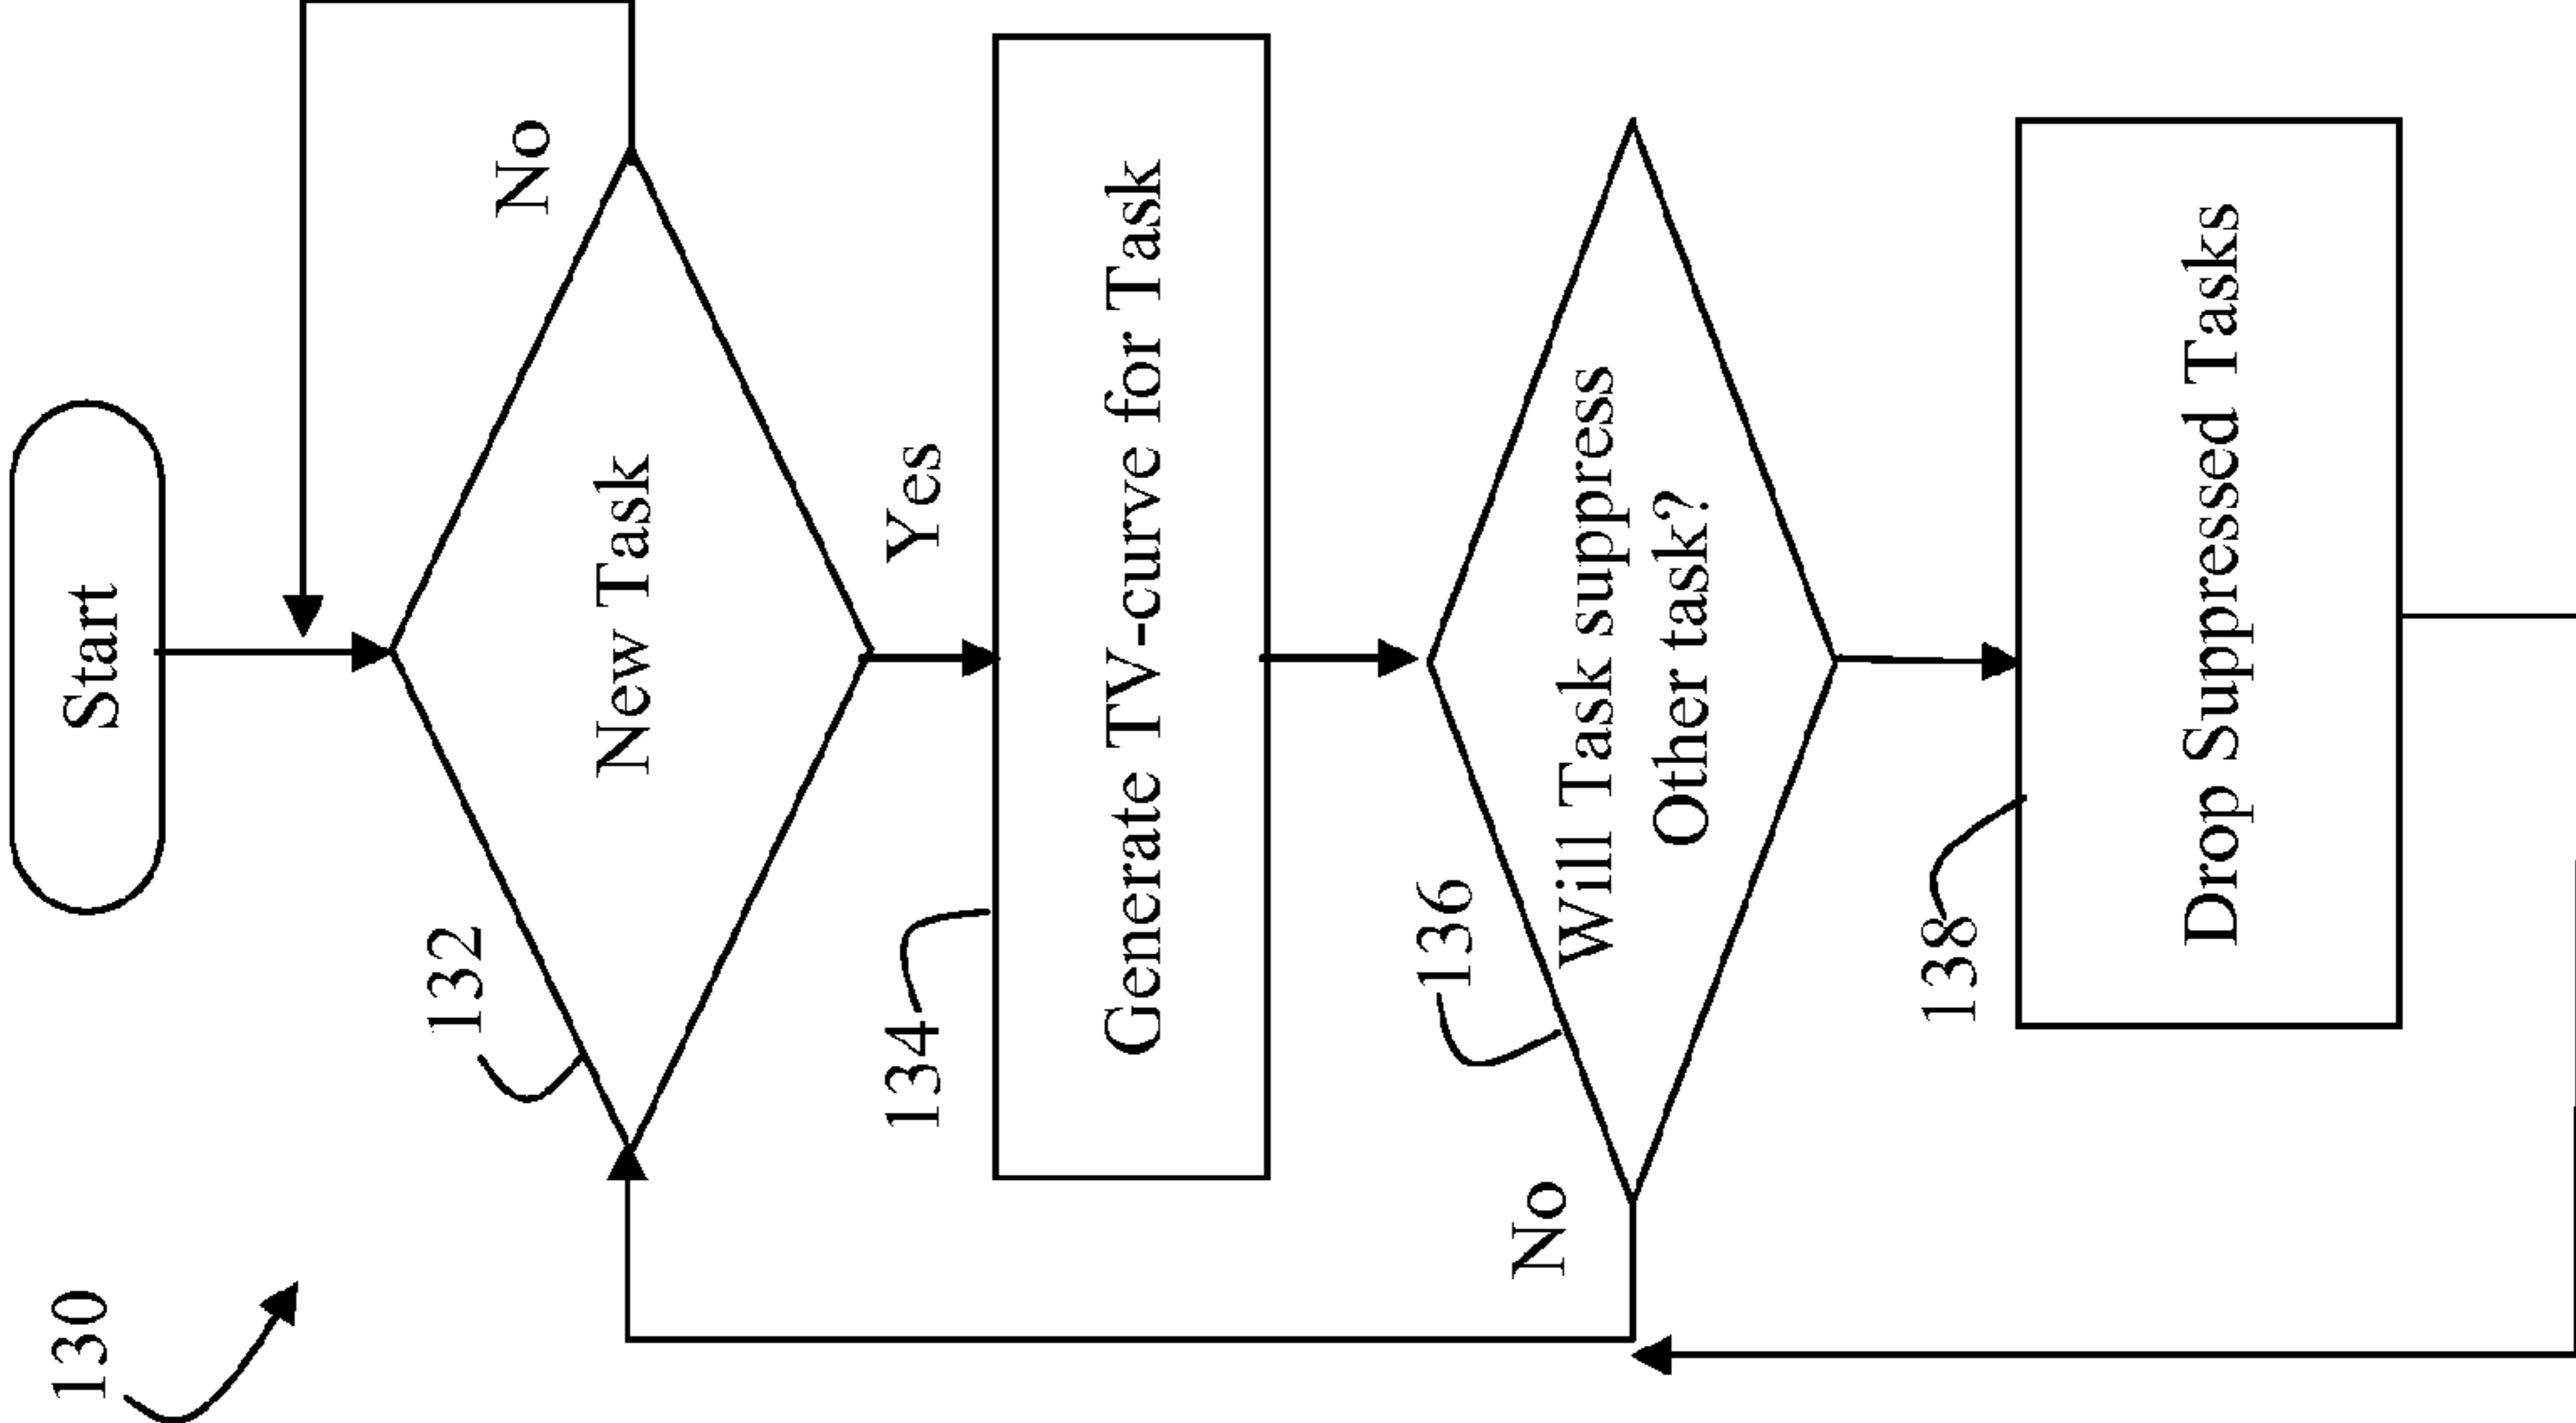 130
Start
132
New Task
No
Yes
134
Generate TV-curve for Task
136
Will Task suppress
Other task?
No
138
Drop Suppressed Tasks